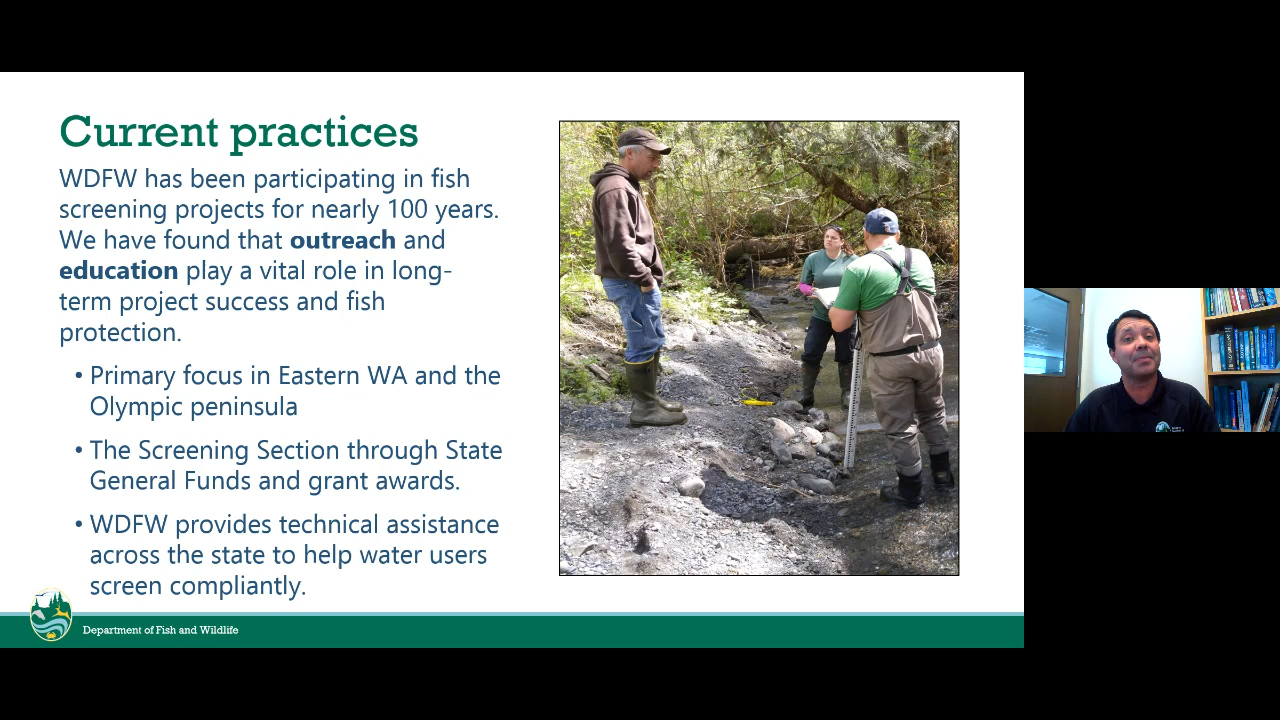 Current practices
WDFW has been participating in fish
screening projects for nearly 100 years.
We have found that outreach and
education play a vital role in long-
term project success and fish
protection.
• Primary focus in Eastern WA and the
Olympic peninsula
• The Screening Section through State
General Funds and grant awards.
• WDFW provides technical assistance
across the state to help water users
screen compliantly.
Department of Fish and Wildlife